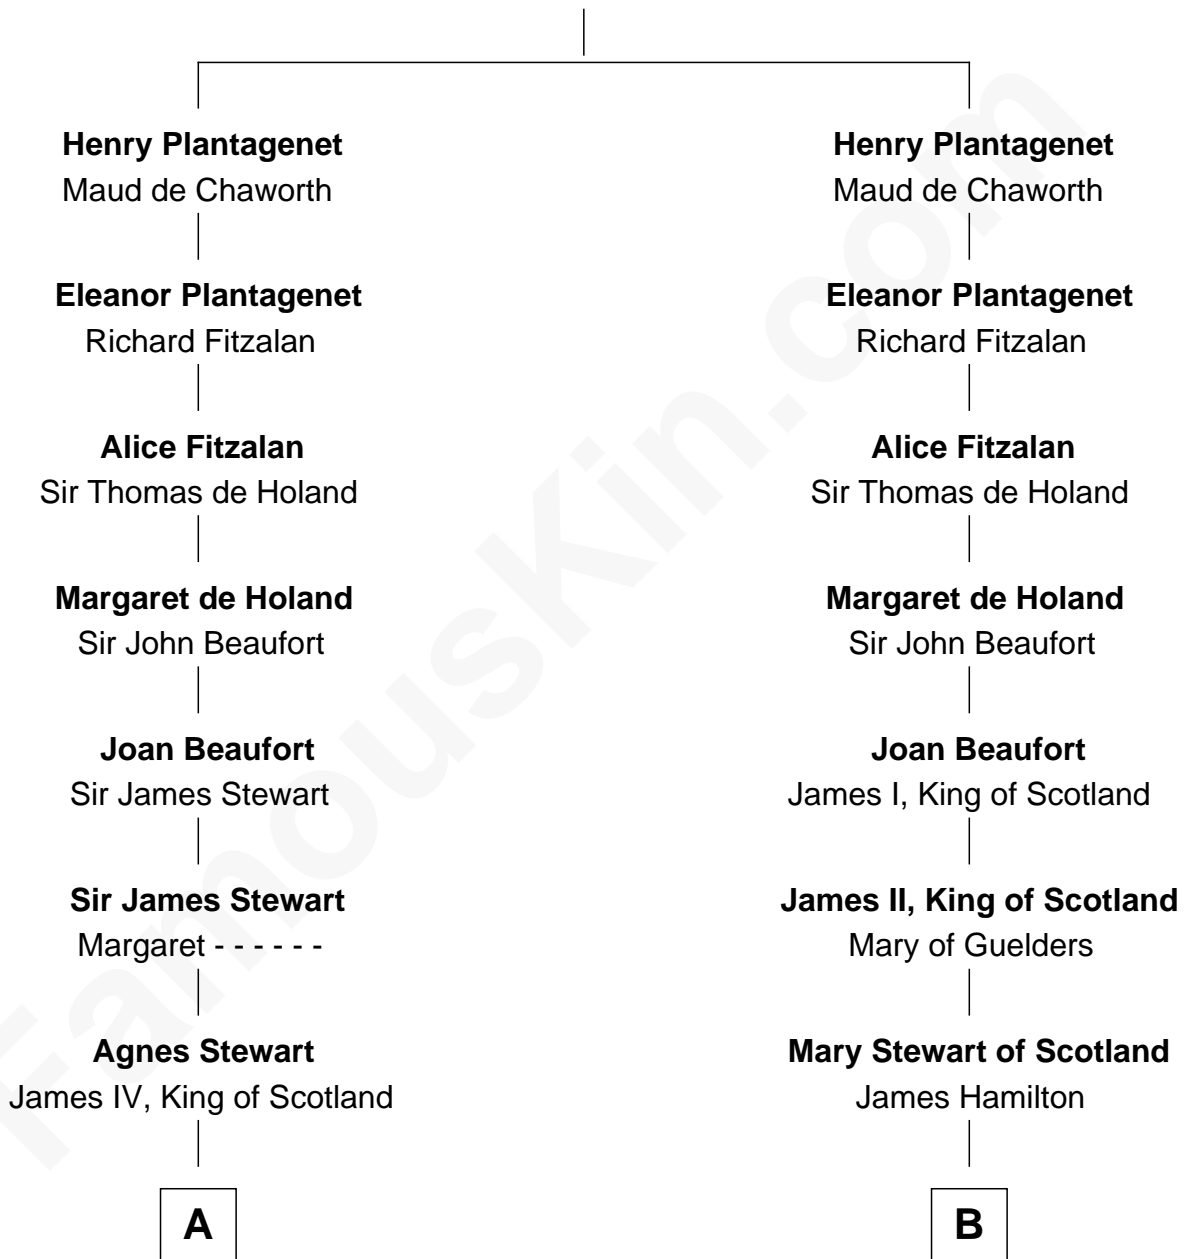 Henry Plantagenet
Maud de Chaworth
Eleanor Plantagenet
Richard Fitzalan
Alice Fitzalan
Sir Thomas de Holand
Margaret de Holand
Sir John Beaufort
Joan Beaufort
Sir James Stewart
Sir James Stewart
Margaret - - - - - -
Agnes Stewart
James IV, King of Scotland
A
Henry Plantagenet
Maud de Chaworth
Eleanor Plantagenet
Richard Fitzalan
Alice Fitzalan
Sir Thomas de Holand
Margaret de Holand
Sir John Beaufort
Joan Beaufort
James I, King of Scotland
James II, King of Scotland
Mary of Guelders
Mary Stewart of Scotland
James Hamilton
B
FamousKin.com